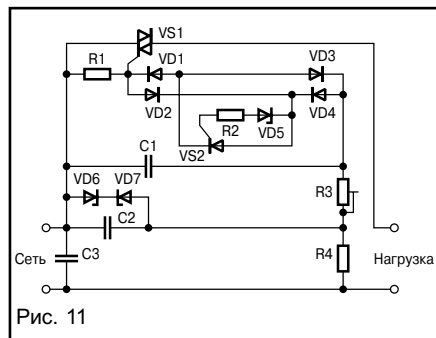 VS1
R1
VD1
VD3
VD2
R2
VD5
VD4
VS2
C1
VD6
VD7
R3
C2
Сеть
C3
R4
Нагрузка
Рис. 11